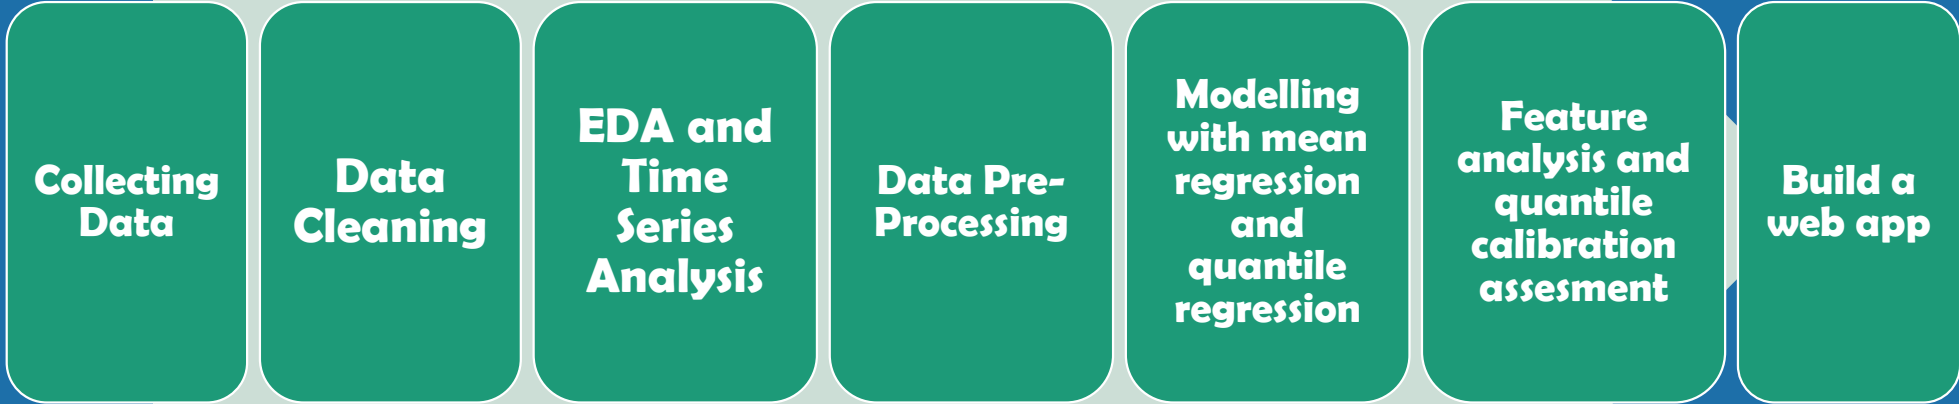 Collecting
Data
Data
Cleaning
EDA and
Time
Series
Analysis
Data Pre-
Processing
Modelling
with mean
regression
and
quantile
regression
Feature
analysis and
quantile
calibration
assesment
Build a
web app